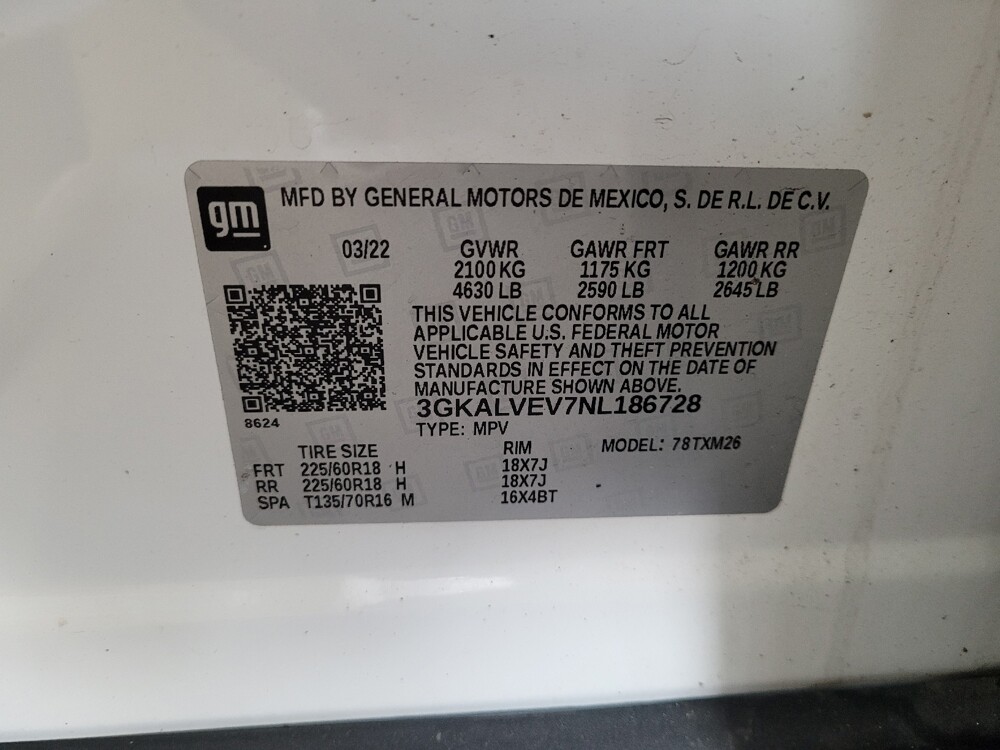 gm
MFD BY GENERAL MOTORS DE MEXICO, S. DE R.L. DE C.V.
03/22 GVWR GAWR FRT GAWR RR
2100 KG 1175 KG 1200 KG
4630 LB 2590 LB 2645 LB
THIS VEHICLE CONFORMS TO ALL
APPLICABLE U.S. FEDERAL MOTOR
VEHICLE SAFETY AND THEFT PREVENTION
STANDARDS IN EFFECT ON THE DATE OF
MANUFACTURE SHOWN ABOVE.
3GKALVEV7NL186728
8624
TYPE: MPV
TIRE SIZE RIM MODEL: 78TXM26
FRT 225/60R18 H 18X7J
RR 225/60R18 H 18X7J
SPA T135/70R16 M 16X4BT